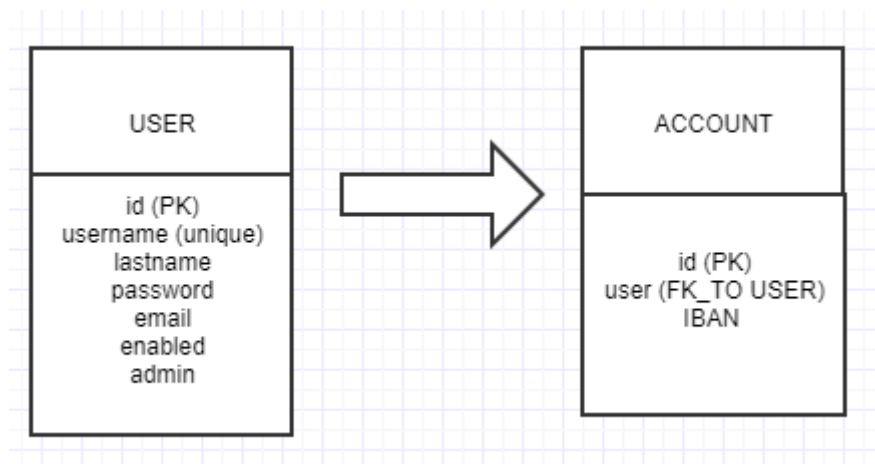 USER
id (PK)
username (unique)
lastname
password
email
enabled
admin
ACCOUNT
id (PK)
user (FK_TO USER)
IBAN